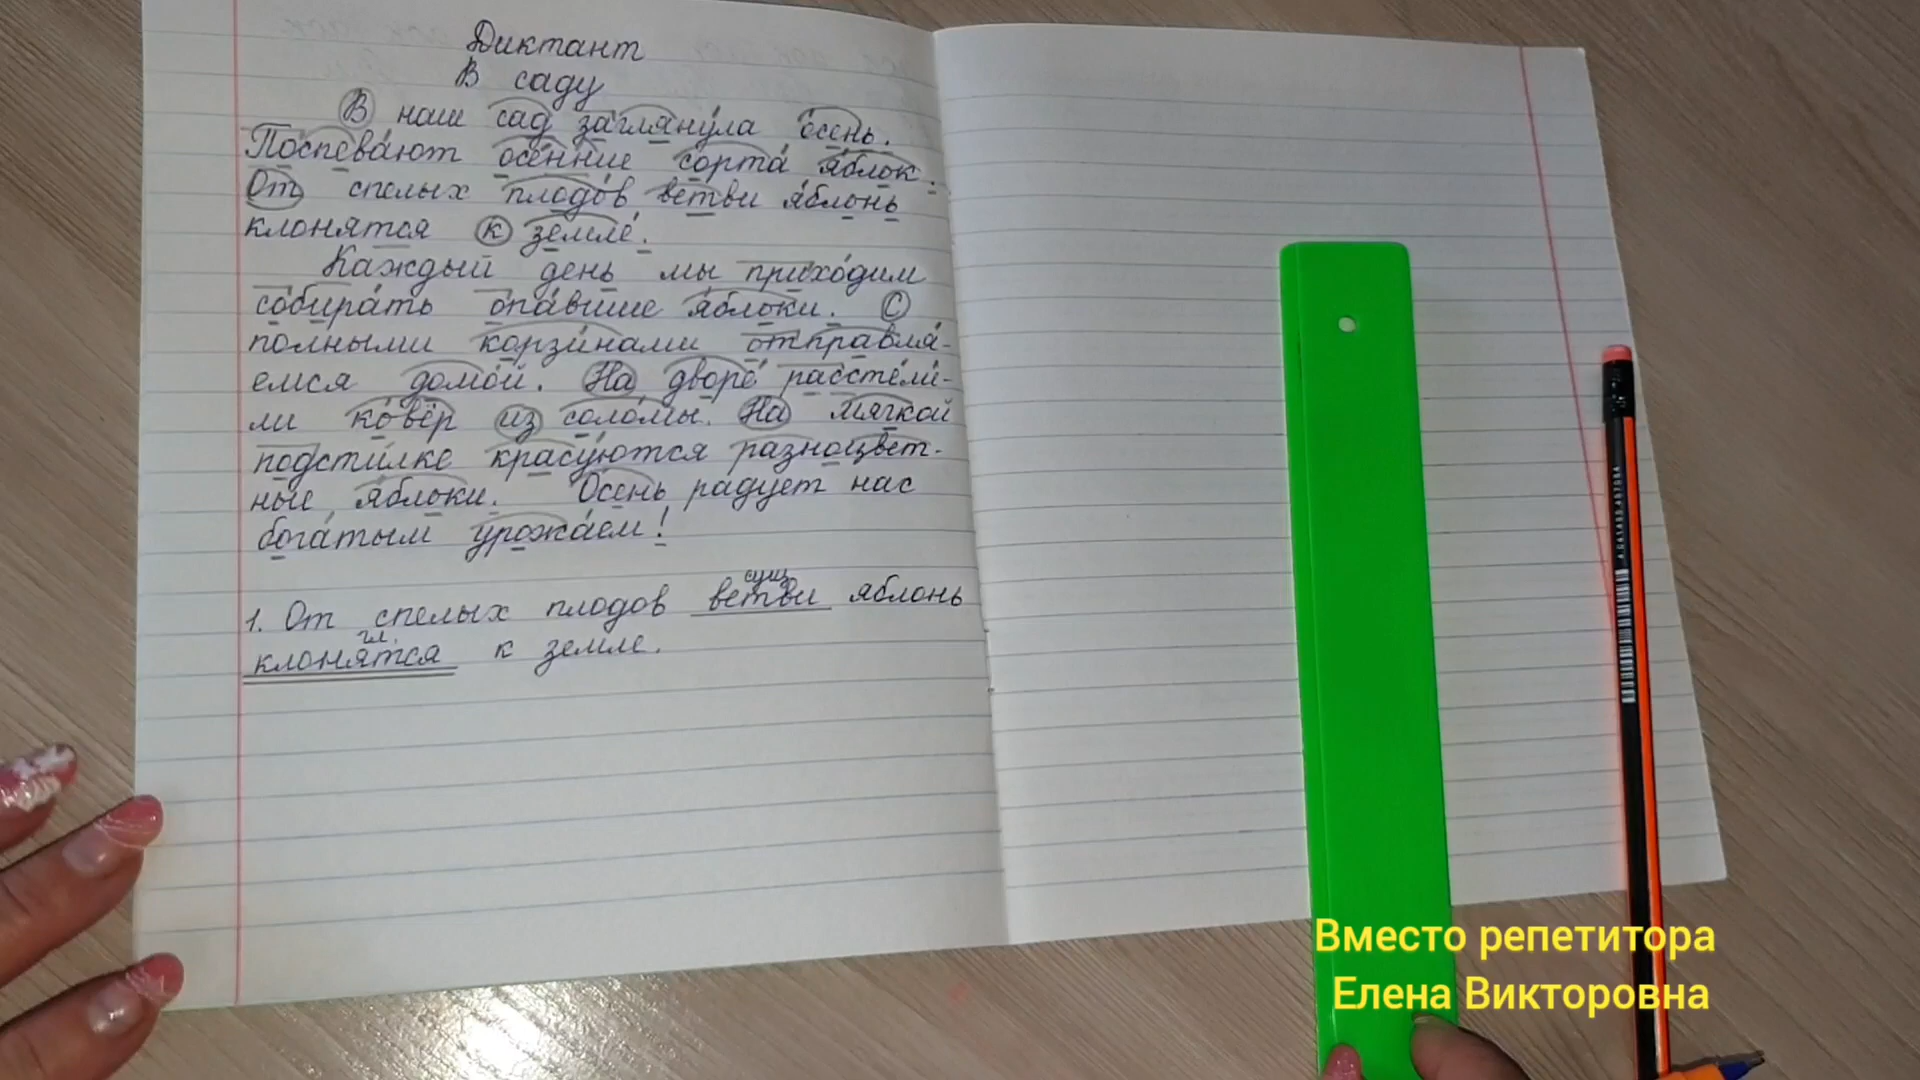 Диктант
В саду
В наш сад заглянула осень.
Поспевают осенние сорта яблок.
От спелых плодов ветви яблонь
клонятся к земле.
Каждый день мы приходим
собирать опавшие яблоки. С
полными корзинами отправля-
емся домой. На дворе расстели-
ли ковёр из соломы. На мягкой
подстилке красуются разноцвет-
ные яблоки. Осень радует нас
богатым урожаем!
сущ
1. От спелых плодов ветви яблонь
гл.
клонятся к земле.
Вместо репетитора
Елена Викторовна